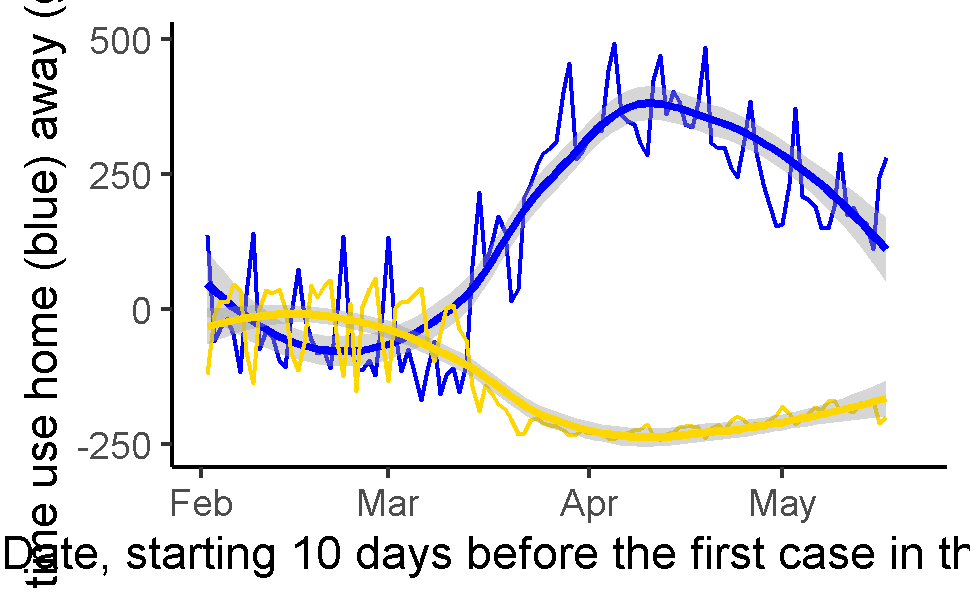 time use home (blue) away (
500
250
0
-250
Feb Mar Apr May
Date, starting 10 days before the first case in th